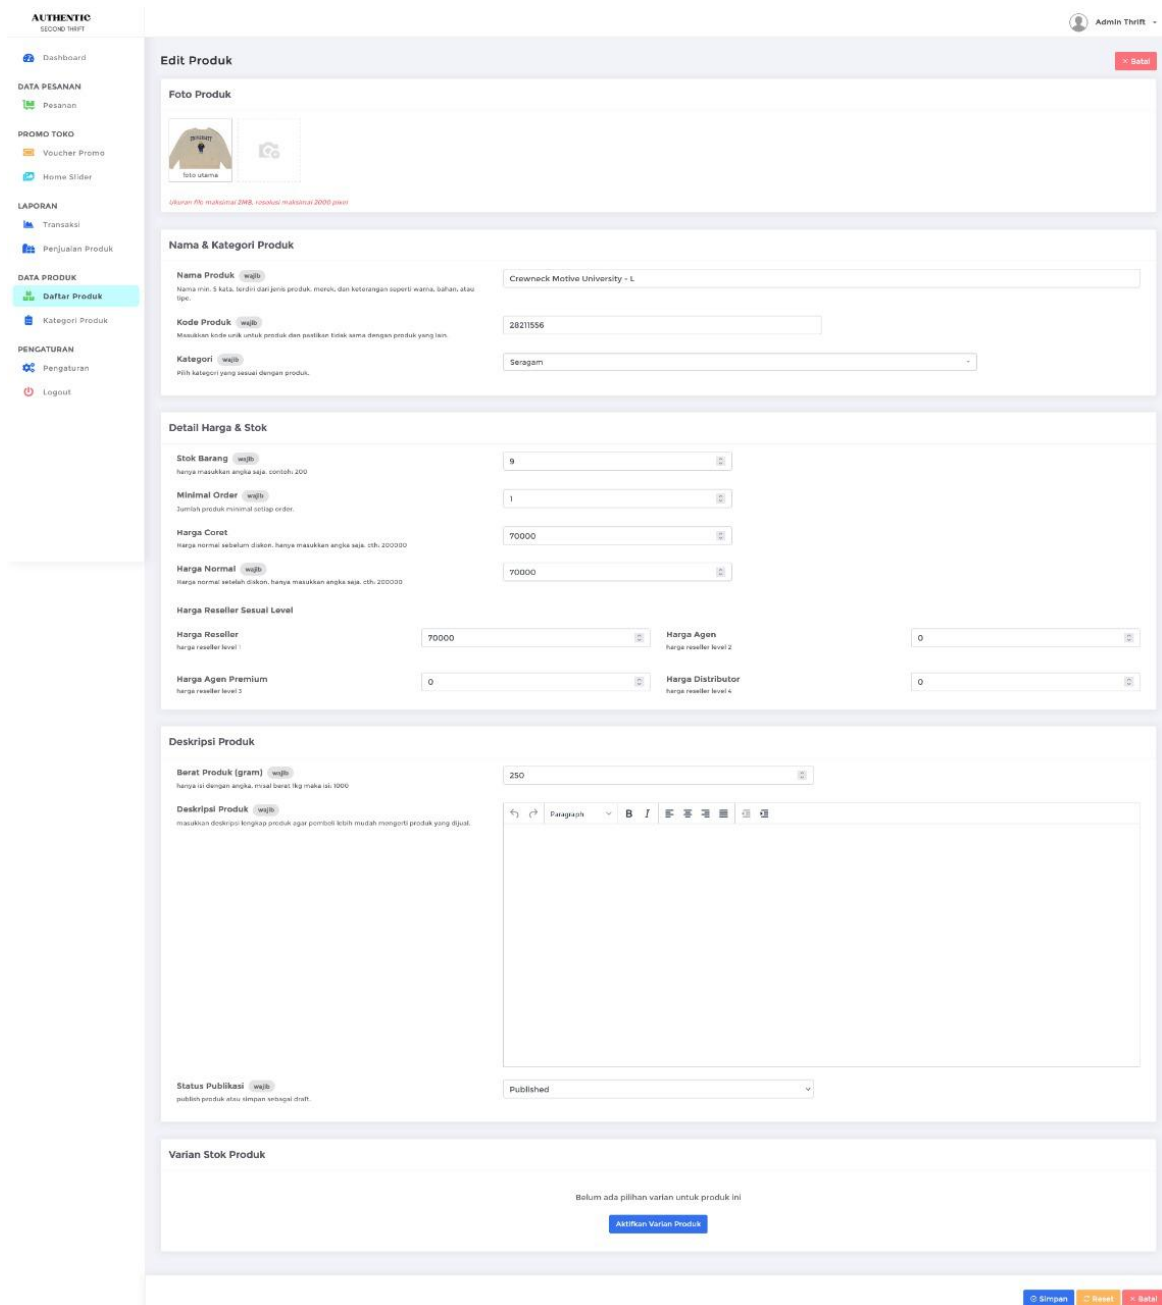 AUTHENTIC
SECOND THRIFT
Admin Thrift
Dashboard
DATA PESANAN
Pesanan
PROMO TOKO
Voucher Promo
Home Slider
LAPORAN
Transaksi
Penjualan Produk
DATA PRODUK
Daftar Produk
Kategori Produk
PENGATURAN
Pengaturan
Logout
Edit Produk
× Batal
Foto Produk
foto utama
Ukuran file maksimal 2MB, resolusi maksimal 2000 pixel
Nama & Kategori Produk
Nama Produk wajib
Nama min. 5 kata, terdiri dari jenis produk, merek, dan keterangan seperti warna, bahan, atau
tipe.
Crewneck Motive University - L
Kode Produk wajib
Masukkan kode unik untuk produk dan pastikan tidak sama dengan produk yang lain.
28211556
Kategori wajib
Pilih kategori yang sesuai dengan produk.
Seragam
Detail Harga & Stok
Stok Barang wajib
hanya masukkan angka saja, contoh: 200
9
Minimal Order wajib
Jumlah produk minimal setiap order.
1
Harga Coret
Harga normal sebelum diskon, hanya masukkan angka saja, cth: 200000
70000
Harga Normal wajib
Harga normal setelah diskon, hanya masukkan angka saja, cth: 200000
70000
Harga Reseller Sesuai Level
Harga Reseller
harga reseller level 1
70000
Harga Agen
harga reseller level 2
0
Harga Agen Premium
harga reseller level 3
0
Harga Distributor
harga reseller level 4
0
Deskripsi Produk
Berat Produk (gram) wajib
hanya isi dengan angka, misal berat 1kg maka isi: 1000
250
Deskripsi Produk wajib
masukkan deskripsi lengkap produk agar pembeli lebih mudah mengerti produk yang dijual.
Paragraph B I
Status Publikasi wajib
publish produk atau simpan sebagai draft.
Published
Varian Stok Produk
Belum ada pilihan varian untuk produk ini
Aktifkan Varian Produk
Simpan
Reset
× Batal